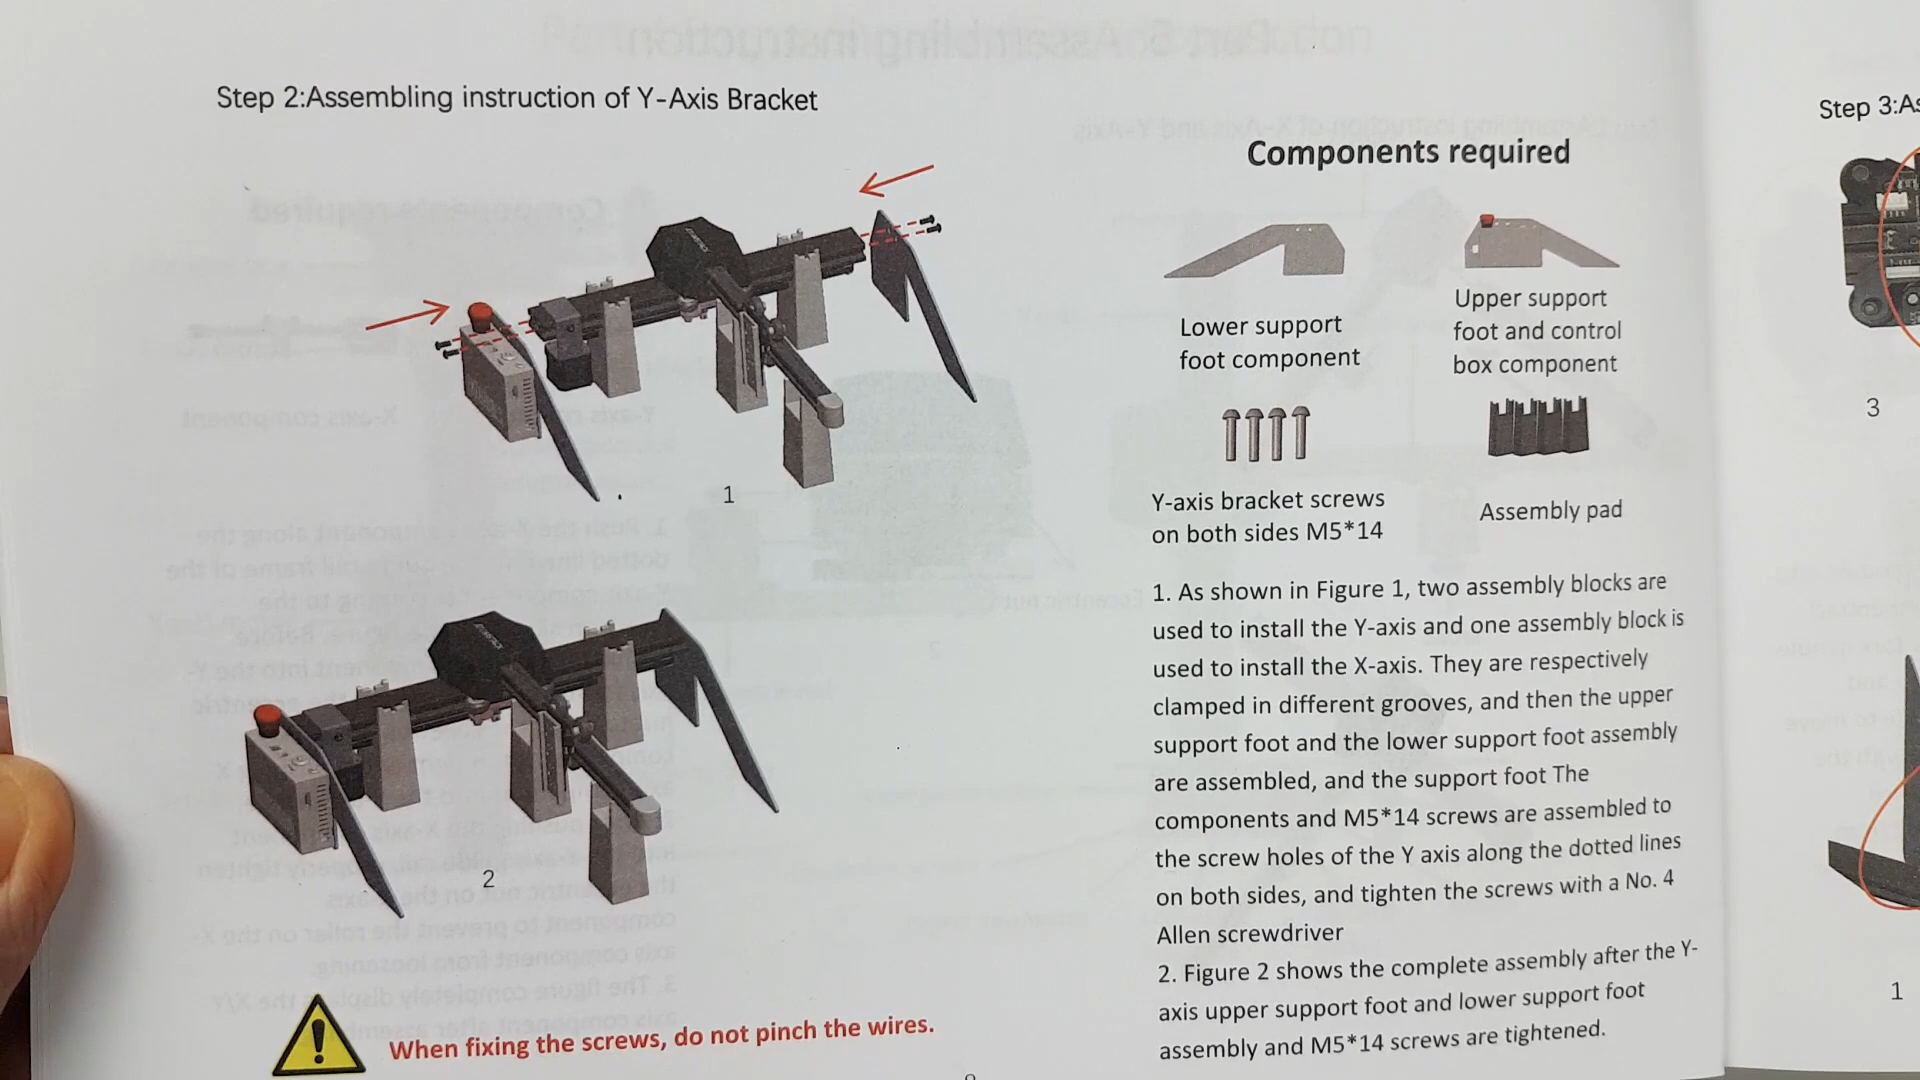 Step 2:Assembling instruction of Y-Axis Bracket
1
2
When fixing the screws, do not pinch the wires.
Components required
Lower support
foot component
Upper support
foot and control
box component
Y-axis bracket screws
on both sides M5*14
Assembly pad
1. As shown in Figure 1, two assembly blocks are
used to install the Y-axis and one assembly block is
used to install the X-axis. They are respectively
clamped in different grooves, and then the upper
support foot and the lower support foot assembly
are assembled, and the support foot The
components and M5*14 screws are assembled to
the screw holes of the Y axis along the dotted lines
on both sides, and tighten the screws with a No. 4
Allen screwdriver
2. Figure 2 shows the complete assembly after the Y-
axis upper support foot and lower support foot
assembly and M5*14 screws are tightened.
Step 3:As
3
1